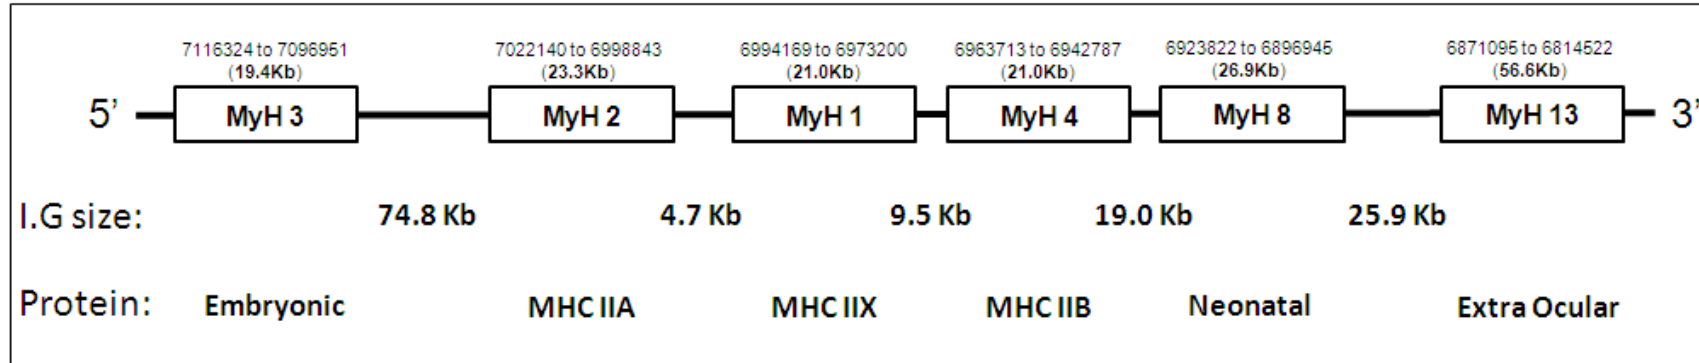 7116324 to 7096951 7022140 to 6998843 6994169 to 6973200 6963713 to 6942787 6923822 to 6896945 6871095 to 6814522
(19.4Kb) (23.3Kb) (21.0Kb) (21.0Kb) (26.9Kb) (56.6Kb)
5’ MyH 3 MyH 2 MyH 1 MyH 4 MyH 8 MyH 13 3’
I.G size: 74.8 Kb 4.7 Kb 9.5 Kb 19.0 Kb 25.9 Kb
Protein: Embryonic MHC IIA MHC IIX MHC IIB Neonatal Extra Ocular